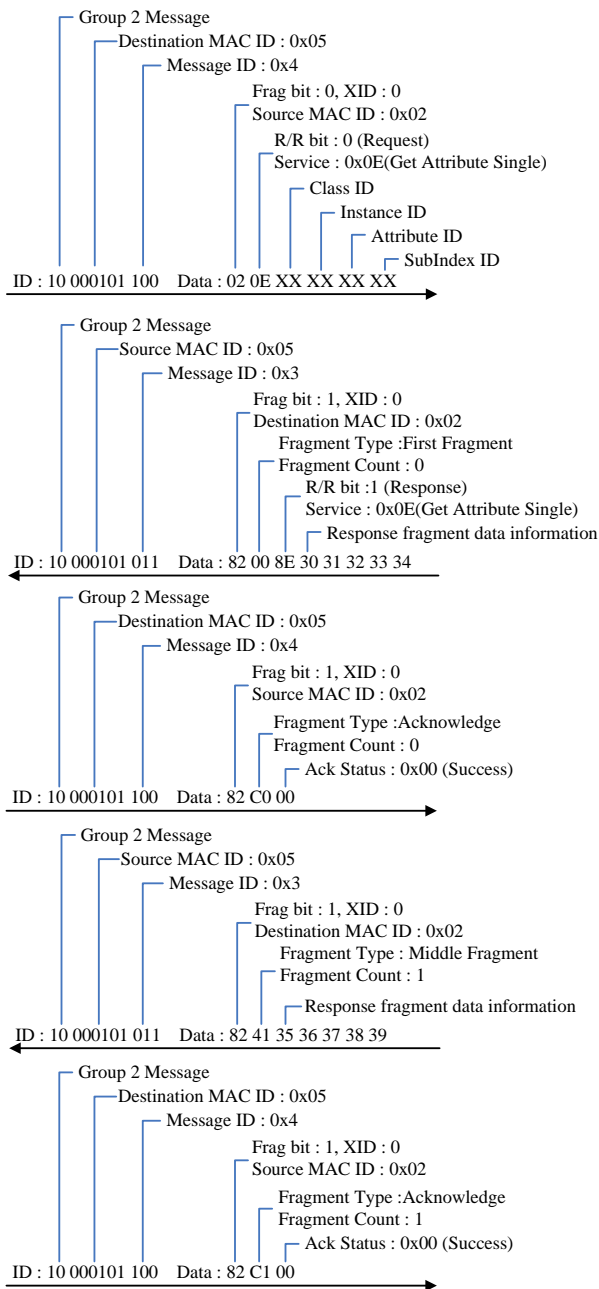 Group 2 Message
Destination MAC ID : 0x05
Message ID : 0x4
Frag bit : 0, XID : 0
Source MAC ID : 0x02
R/R bit : 0 (Request)
Service : 0x0E(Get Attribute Single)
Class ID
Instance ID
Attribute ID
SubIndex ID
ID : 10 000101 100 Data : 02 0E XX XX XX XX
Group 2 Message
Source MAC ID : 0x05
Message ID : 0x3
Frag bit : 1, XID : 0
Destination MAC ID : 0x02
Fragment Type :First Fragment
Fragment Count : 0
R/R bit :1 (Response)
Service : 0x0E(Get Attribute Single)
Response fragment data information
ID : 10 000101 011 Data : 82 00 8E 30 31 32 33 34
Group 2 Message
Destination MAC ID : 0x05
Message ID : 0x4
Frag bit : 1, XID : 0
Source MAC ID : 0x02
Fragment Type :Acknowledge
Fragment Count : 0
Ack Status : 0x00 (Success)
ID : 10 000101 100 Data : 82 C0 00
Group 2 Message
Source MAC ID : 0x05
Message ID : 0x3
Frag bit : 1, XID : 0
Destination MAC ID : 0x02
Fragment Type : Middle Fragment
Fragment Count : 1
Response fragment data information
ID : 10 000101 011 Data : 82 41 35 36 37 38 39
Group 2 Message
Destination MAC ID : 0x05
Message ID : 0x4
Frag bit : 1, XID : 0
Source MAC ID : 0x02
Fragment Type :Acknowledge
Fragment Count : 1
Ack Status : 0x00 (Success)
ID : 10 000101 100 Data : 82 C1 00